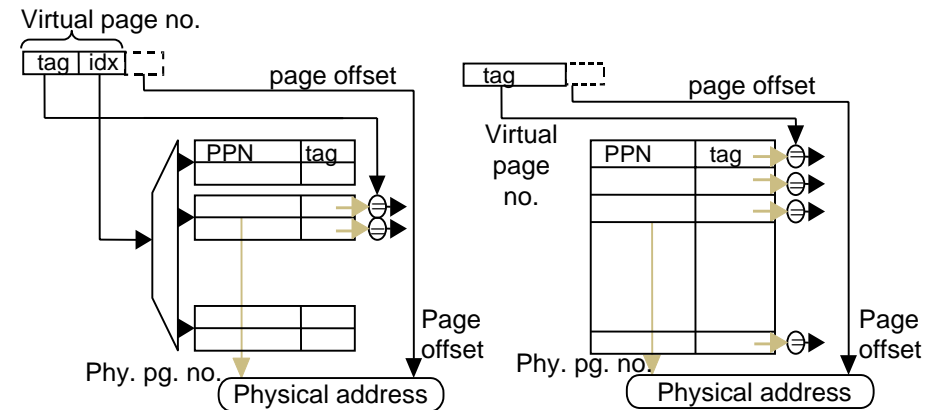 Virtual page no.
tag idx
page offset
PPN tag
Page
offset
Phy. pg. no.
Physical address
tag
page offset
Virtual
page
no.
PPN tag
Page
offset
Phy. pg. no.
Physical address